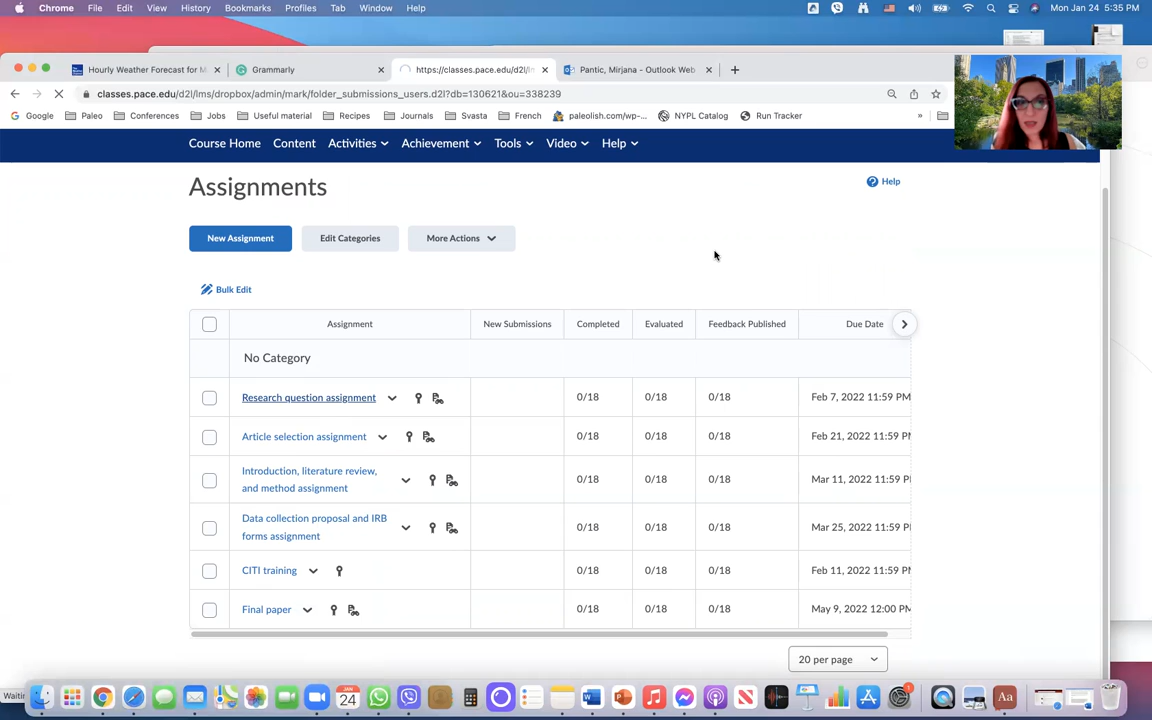 Chrome File Edit View History Bookmarks Profiles Tab Window Help Mon Jan 24 5:35 PM
Hourly Weather Forecast for M Grammarly https://classes.pace.edu/d2l/l Pantic, Mirjana - Outlook Web
classes.pace.edu/d2l/lms/dropbox/admin/mark/folder_submissions_users.d2l?db=130621&ou=338239
Google Paleo Conferences Jobs Useful material Recipes Journals Svasta French paleolish.com/wp-... NYPL Catalog Run Tracker »
Course Home Content Activities Achievement Tools Video Help
Assignments
Help
New Assignment Edit Categories More Actions
Bulk Edit
Assignment New Submissions Completed Evaluated Feedback Published Due Date
No Category
Research question assignment 0/18 0/18 0/18 Feb 7, 2022 11:59 PM
Article selection assignment 0/18 0/18 0/18 Feb 21, 2022 11:59 PM
Introduction, literature review,
and method assignment 0/18 0/18 0/18 Mar 11, 2022 11:59 P
Data collection proposal and IRB
forms assignment 0/18 0/18 0/18 Mar 25, 2022 11:59 P
CITI training 0/18 0/18 0/18 Feb 11, 2022 11:59 P
Final paper 0/18 0/18 0/18 May 9, 2022 12:00 PM
20 per page
Waitin
JAN
24
Aa